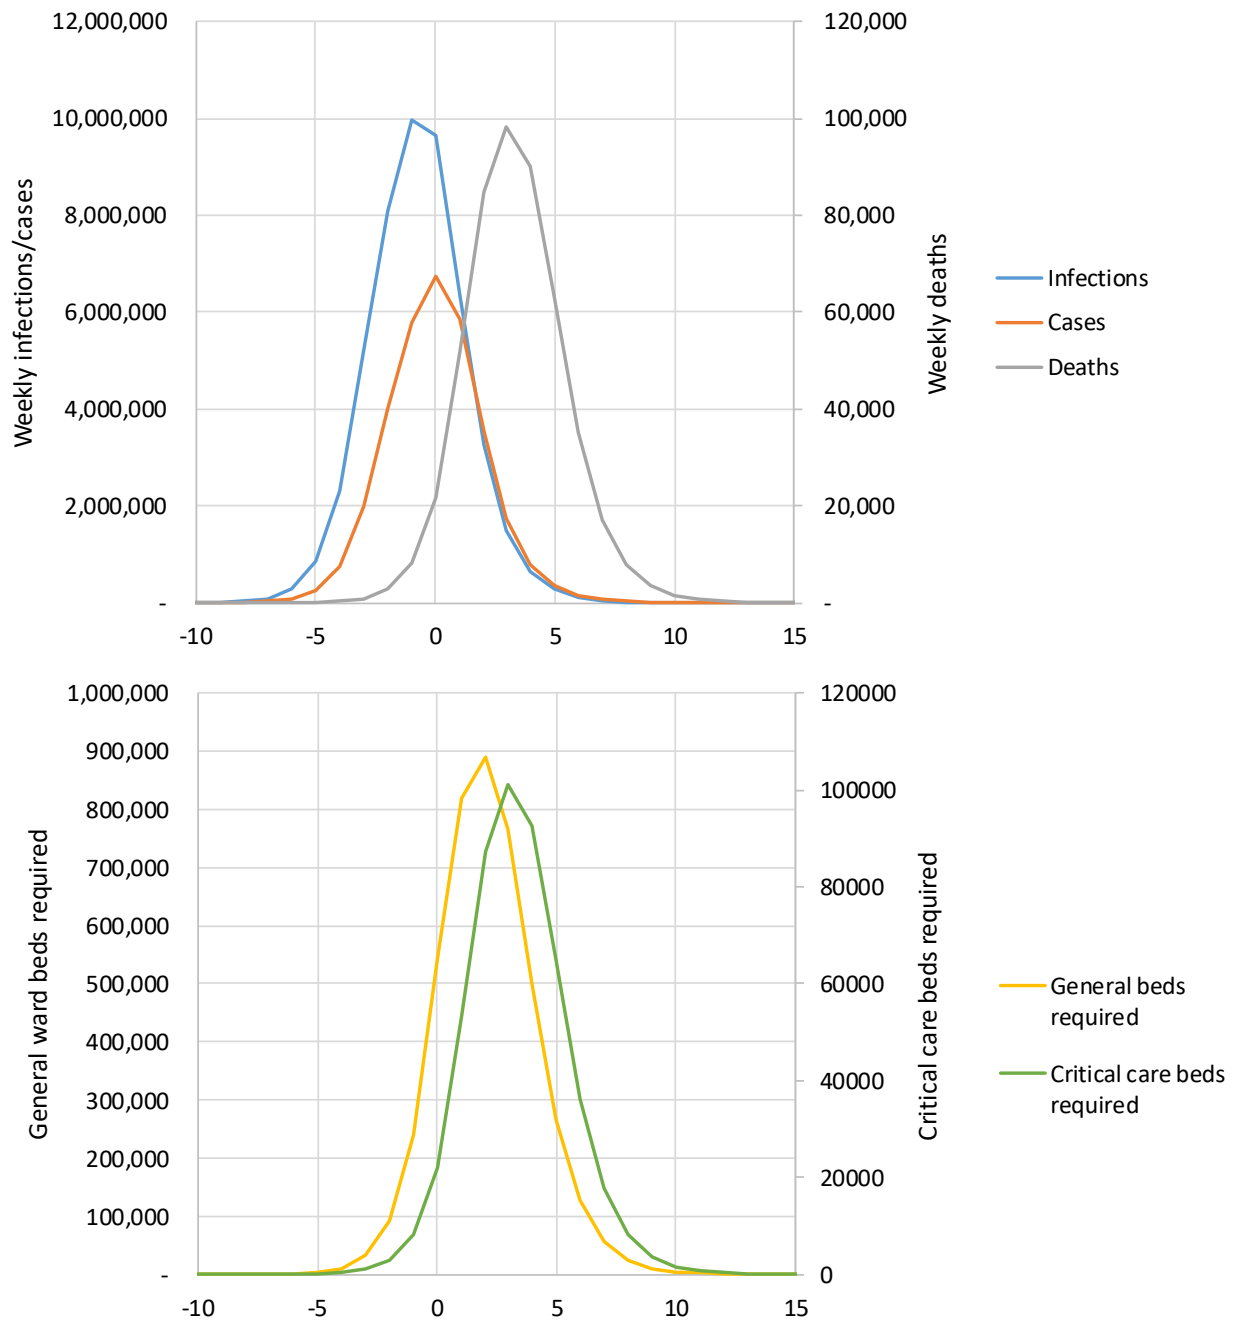 12,000,000
10,000,000
8,000,000
6,000,000
4,000,000
2,000,000
-
Weekly infections/cases
120,000
100,000
80,000
60,000
40,000
20,000
-
Weekly deaths
-10 -5 0 5 10 15
Infections
Cases
Deaths
1,000,000
900,000
800,000
700,000
600,000
500,000
400,000
300,000
200,000
100,000
-
General ward beds required
120000
100000
80000
60000
40000
20000
0
Critical care beds required
-10 -5 0 5 10 15
General beds
required
Critical care beds
required